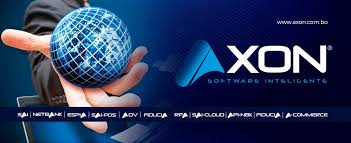 www.axon.com.bo
AXON®
SOFTWARE INTELIGENTE
SAI | NETBANK | ESPIA | SAI-POS | ADV | FIDUCIA | RPA | SAI-CLOUD | API-NBK | FIDUCIA | A-COMMERCE